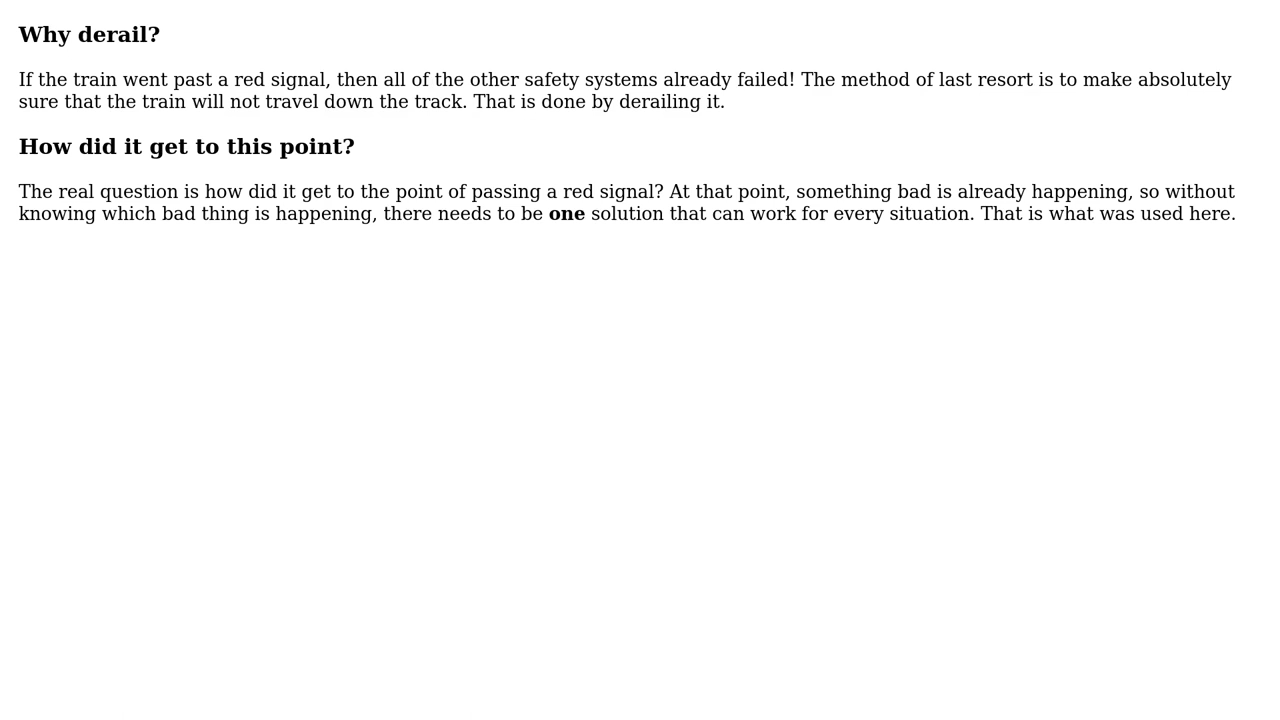 Why derail?
If the train went past a red signal, then all of the other safety systems already failed! The method of last resort is to make absolutely
sure that the train will not travel down the track. That is done by derailing it.
How did it get to this point?
The real question is how did it get to the point of passing a red signal? At that point, something bad is already happening, so without
knowing which bad thing is happening, there needs to be one solution that can work for every situation. That is what was used here.